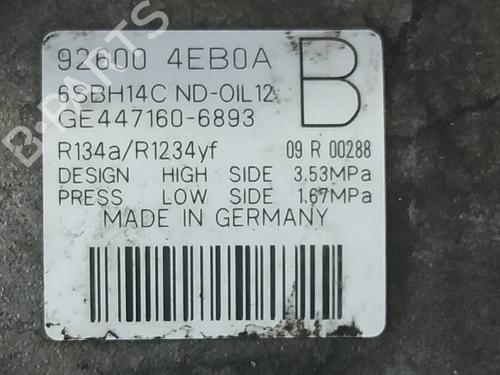 92600 4EB0A B
6SBH14C ND-OIL12
GE447160-6893
R134a/R1234yf 09 R 00288
DESIGN HIGH SIDE 3.53MPa
PRESS LOW SIDE 1.67MPa
MADE IN GERMANY
B-PARTS